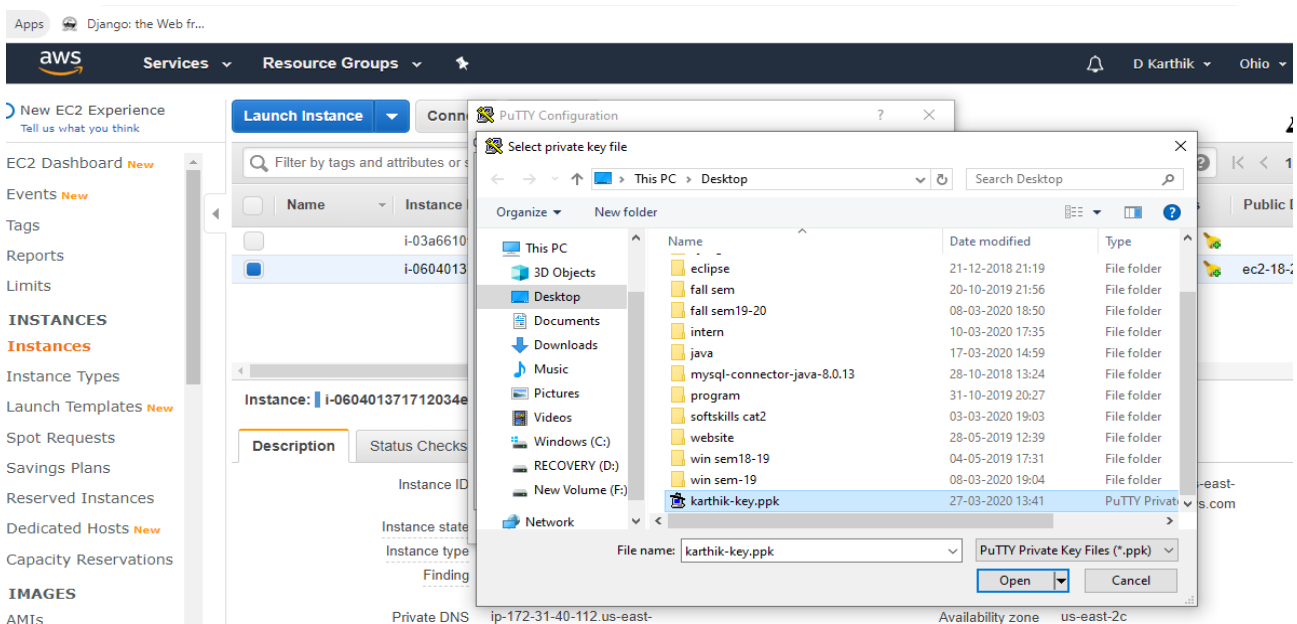 Apps Django: the Web fr...
aws Services Resource Groups D Karthik Ohio
New EC2 Experience
Tell us what you think
EC2 Dashboard New
Events New
Tags
Reports
Limits
INSTANCES
Instances
Instance Types
Launch Templates New
Spot Requests
Savings Plans
Reserved Instances
Dedicated Hosts New
Capacity Reservations
IMAGES
AMIs
Launch Instance Conn
Filter by tags and attributes or s
Name Instance Public D
i-03a6610
i-0604013 ec2-18-2
Instance: i-060401371712034e
Description Status Checks
Instance ID
Instance state
Instance type
Finding
Private DNS ip-172-31-40-112.us-east-
Availability zone us-east-2c
-east-
s.com
PuTTY Configuration ?
Select private key file
This PC > Desktop Search Desktop
Organize New folder ?
This PC
3D Objects
Desktop
Documents
Downloads
Music
Pictures
Videos
Windows (C:)
RECOVERY (D:)
New Volume (F:)
Network
Name Date modified Type
eclipse 21-12-2018 21:19 File folder
fall sem 20-10-2019 21:56 File folder
fall sem19-20 08-03-2020 18:50 File folder
intern 10-03-2020 17:35 File folder
java 17-03-2020 14:59 File folder
mysql-connector-java-8.0.13 28-10-2018 13:24 File folder
program 31-10-2019 20:27 File folder
softskills cat2 03-03-2020 19:03 File folder
website 28-05-2019 12:39 File folder
win sem18-19 04-05-2019 17:31 File folder
win sem-19 08-03-2020 19:04 File folder
karthik-key.ppk 27-03-2020 13:41 PuTTY Privat
File name: karthik-key.ppk PuTTY Private Key Files (*.ppk)
Open Cancel